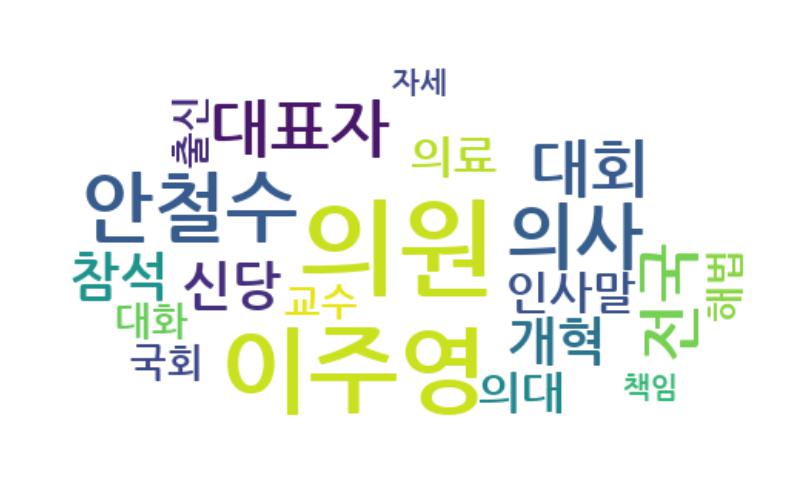 자세
출신
대표자
의료
대회
안철수
의원
의사
참석
신당
교수
인사말
전국
해법
대화
국회
이주영
개혁
의대
책임